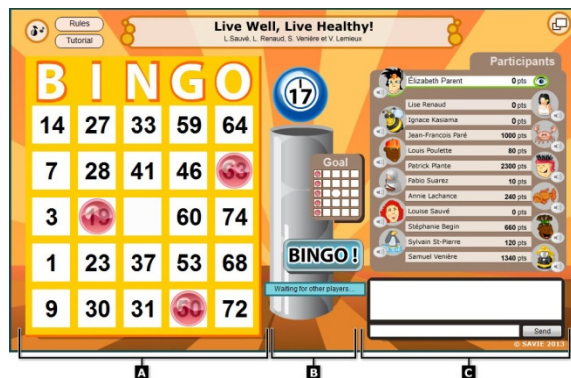 Rules
Tutorial
Live Well, Live Healthy!
L.Sauvé, L. Renaud, S. Venière et V. Lemieux
BINGO
14 27 33 59 64
7 28 41 46 63
3 19 60 74
1 23 37 53 68
9 30 31 50 72
17
Goal
BINGO !
Waiting for other players...
Participants
Élizabeth Parent 0 pts
Lise Renaud 0 pts
Ignace Kasiama 0 pts
Jean-Francois Paré 1000 pts
Louis Poulette 80 pts
Patrick Plante 2300 pts
Fabio Suarez 10 pts
Annie Lachance 240 pts
Louise Sauvé 0 pts
Stéphanie Begin 660 pts
Sylvain St-Pierre 120 pts
Samuel Venière 1340 pts
Send
© SAVIE 2013
A B C